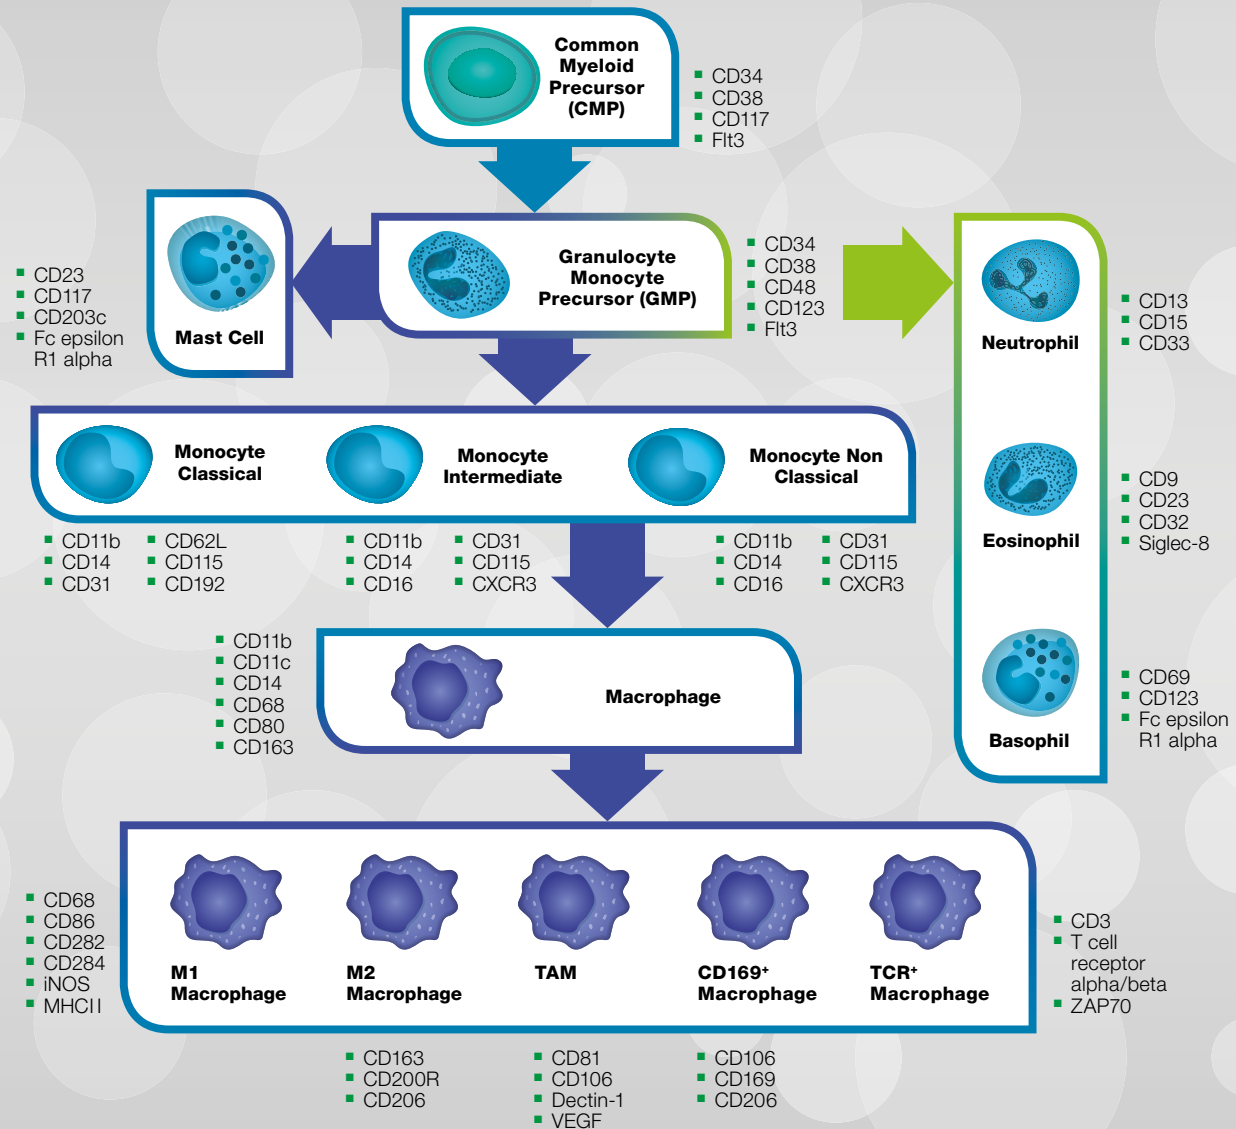 Common
Myeloid
Precursor
(CMP)
CD34
CD38
CD117
Flt3
Mast Cell
CD23
CD117
CD203c
Fc epsilon
R1 alpha
Granulocyte
Monocyte
Precursor (GMP)
CD34
CD38
CD48
CD123
Flt3
Neutrophil
CD13
CD15
CD33
Eosinophil
CD9
CD23
CD32
Siglec-8
Basophil
CD69
CD123
Fc epsilon
R1 alpha
Monocyte
Classical
CD11b
CD14
CD31
CD62L
CD115
CD192
Monocyte
Intermediate
CD11b
CD14
CD16
CD31
CD115
CXCR3
Monocyte Non
Classical
CD11b
CD14
CD16
CD31
CD115
CXCR3
Macrophage
CD11b
CD11c
CD14
CD68
CD80
CD163
M1
Macrophage
CD68
CD86
CD282
CD284
iNOS
MHCII
M2
Macrophage
CD163
CD200R
CD206
TAM
CD81
CD106
Dectin-1
VEGF
CD169+
Macrophage
CD106
CD169
CD206
TCR+
Macrophage
CD3
T cell
receptor
alpha/beta
ZAP70